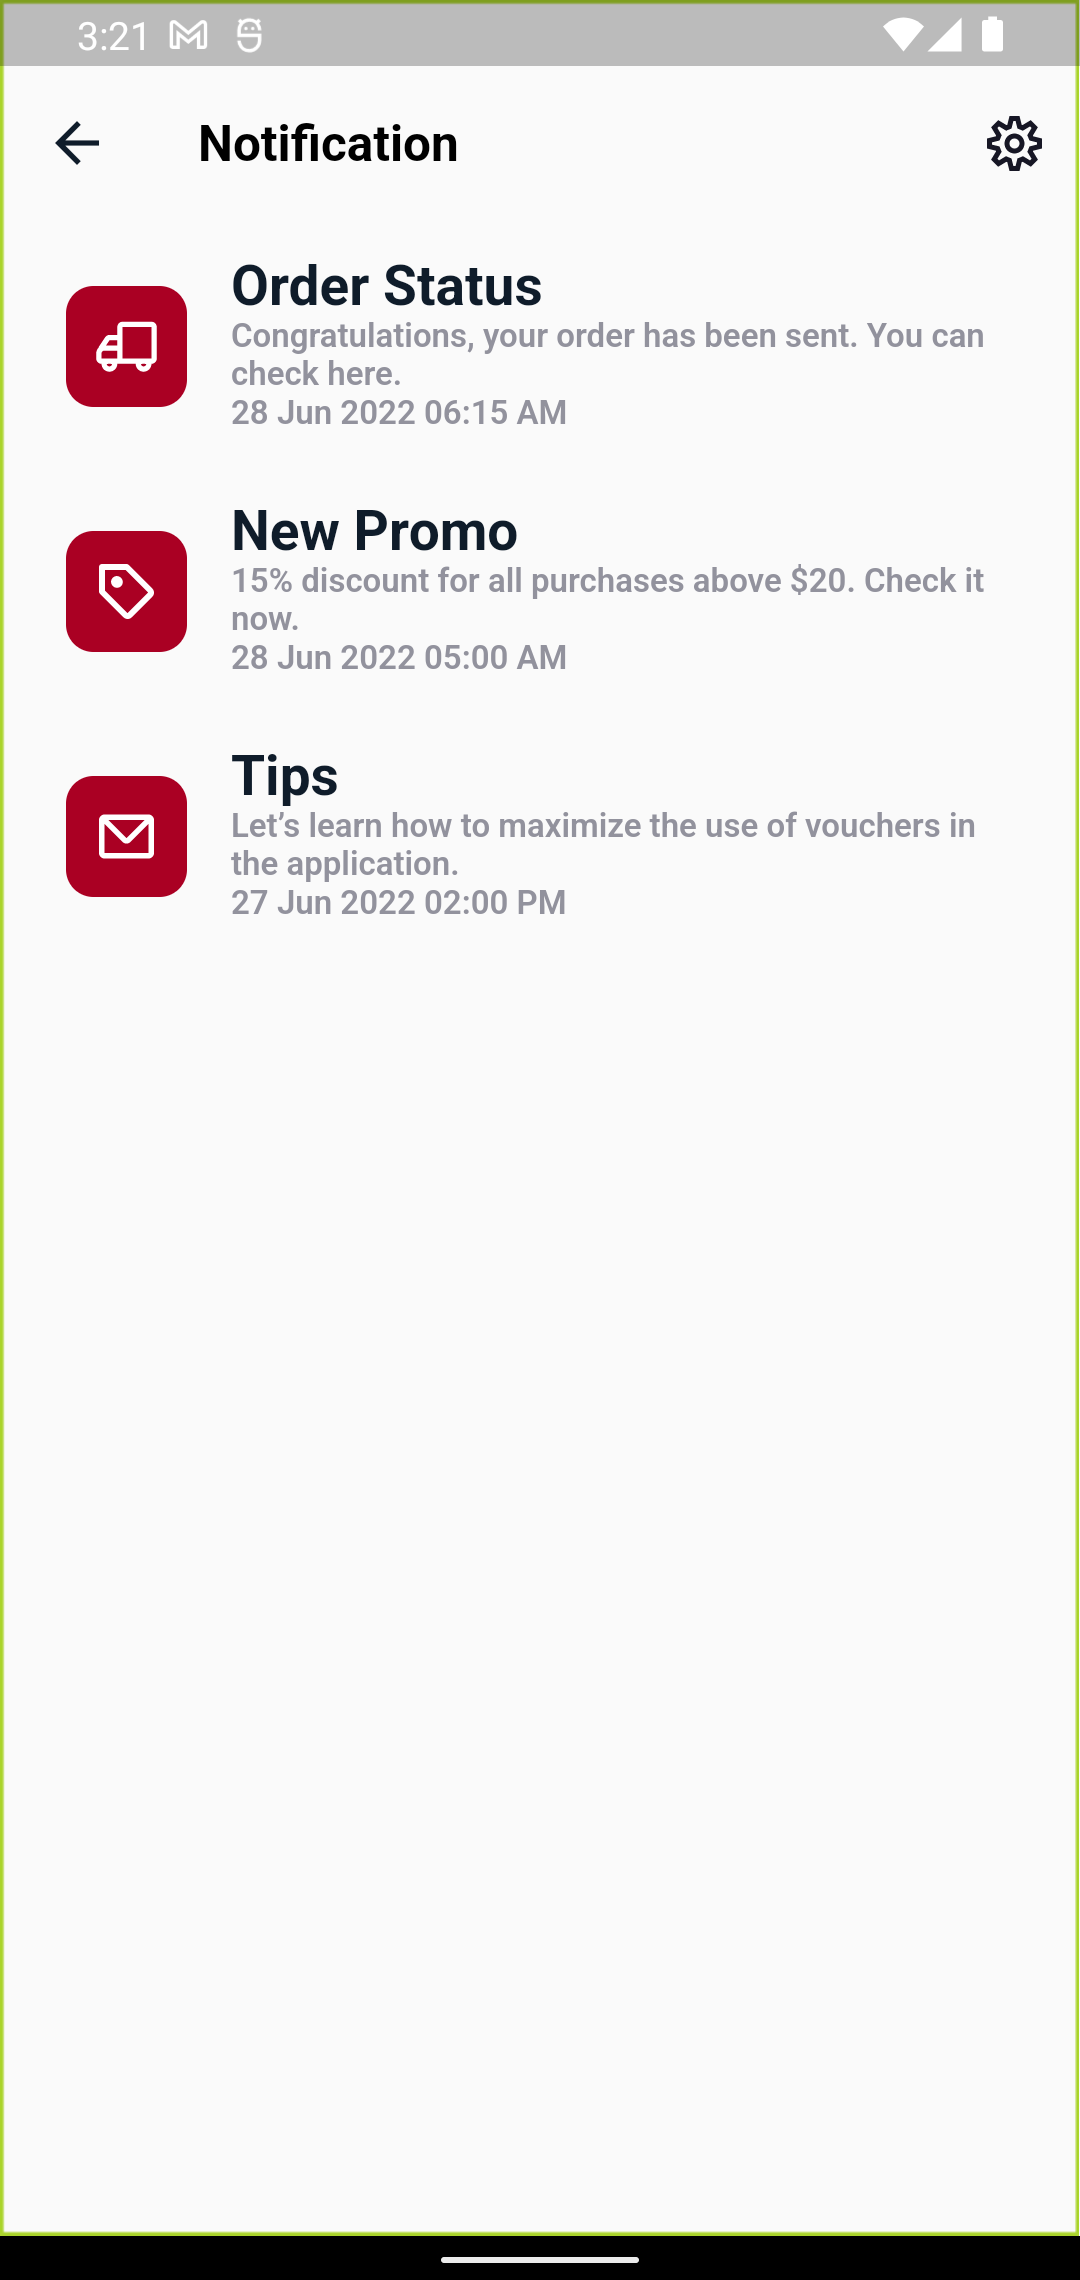 3:21
Notification
Order Status
Congratulations, your order has been sent. You can
check here.
28 Jun 2022 06:15 AM
New Promo
15% discount for all purchases above $20. Check it
now.
28 Jun 2022 05:00 AM
Tips
Let’s learn how to maximize the use of vouchers in
the application.
27 Jun 2022 02:00 PM